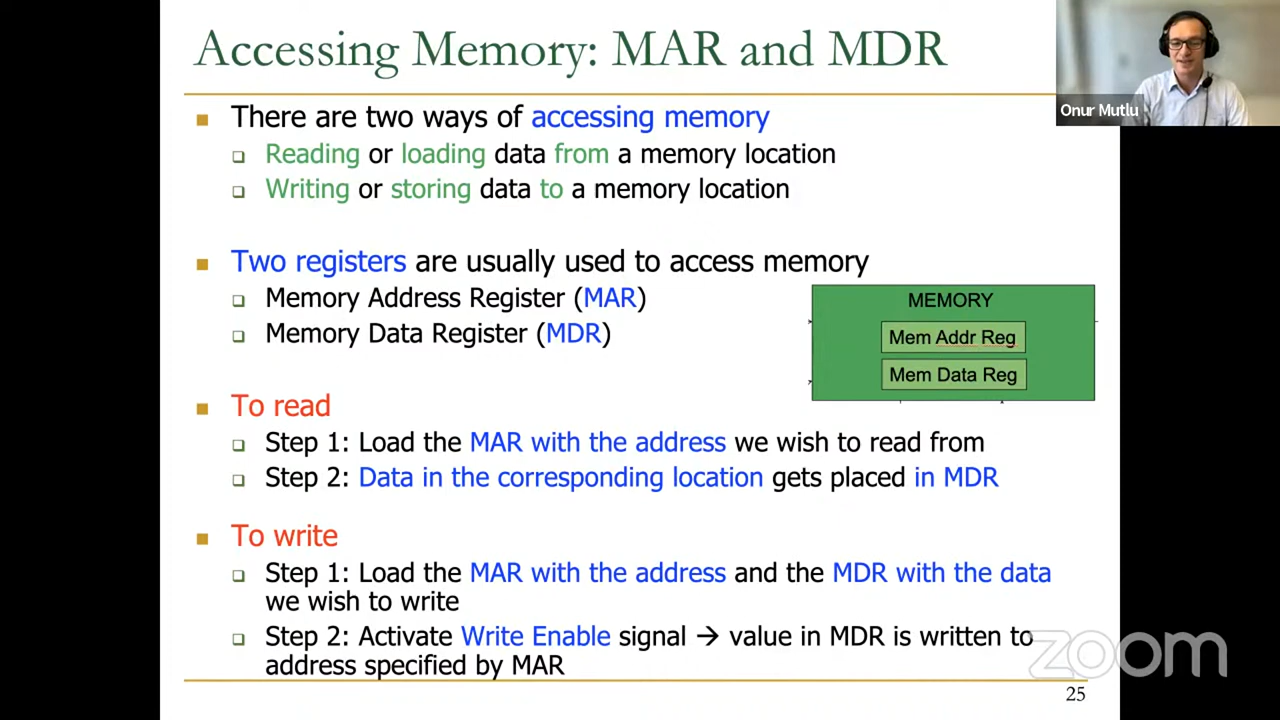 Accessing Memory: MAR and MDR
Onur Mutlu
There are two ways of accessing memory
Reading or loading data from a memory location
Writing or storing data to a memory location
Two registers are usually used to access memory
Memory Address Register (MAR)
Memory Data Register (MDR)
MEMORY
Mem Addr Reg
Mem Data Reg
To read
Step 1: Load the MAR with the address we wish to read from
Step 2: Data in the corresponding location gets placed in MDR
To write
Step 1: Load the MAR with the address and the MDR with the data
we wish to write
Step 2: Activate Write Enable signal → value in MDR is written to
address specified by MAR
zoom
25